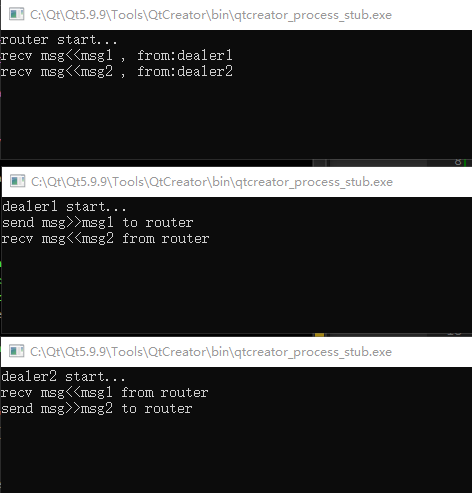 C:\Qt\Qt5.9.9\Tools\QtCreator\bin\qtcreator_process_stub.exe
router start...
recv msg<<msg1 , from:dealer1
recv msg<<msg2 , from:dealer2
8
C:\Qt\Qt5.9.9\Tools\QtCreator\bin\qtcreator_process_stub.exe
dealer1 start...
send msg>>msg1 to router
recv msg<<msg2 from router
C:\Qt\Qt5.9.9\Tools\QtCreator\bin\qtcreator_process_stub.exe
dealer2 start...
recv msg<<msg1 from router
send msg>>msg2 to router